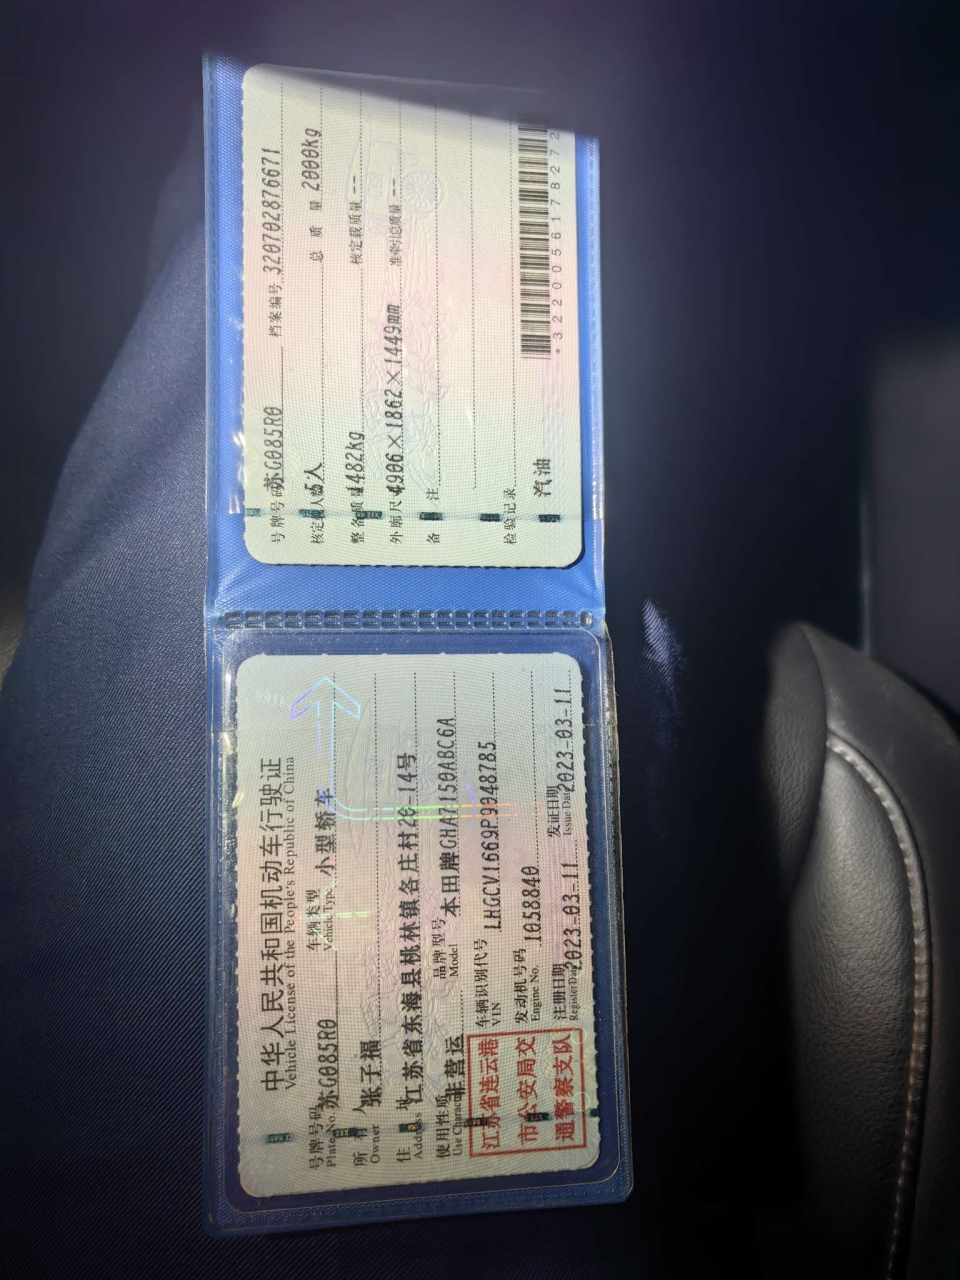 中华人民共和国机动车行驶证
Vehicle License of the People's Republic of China
号牌号码 苏G085R0 车辆类型 小型轿车
Plate No. Vehicle Type
所有人 张子福
Owner
住址 江苏省东海县桃林镇各庄村20-14号
Address
使用性质 非营运 品牌型号 本田牌GHA7150ABC6A
Use Character Model
江苏省连云港
市公安局交
通警察支队
车辆识别代号 LHGCV1669P9048785
VIN
发动机号码 1058840
Engine No.
注册日期 2023-03-11 发证日期 2023-03-11
Register Date Issue Date
号牌号码 苏G085R0 档案编号 320702876671
核定载人数 5人 总质量 2000kg
整备质量 1482kg 核定载质量 --
外廓尺寸 4906×1862×1449mm 准牵引总质量 --
备注
检验记录
汽油
*3220056178272